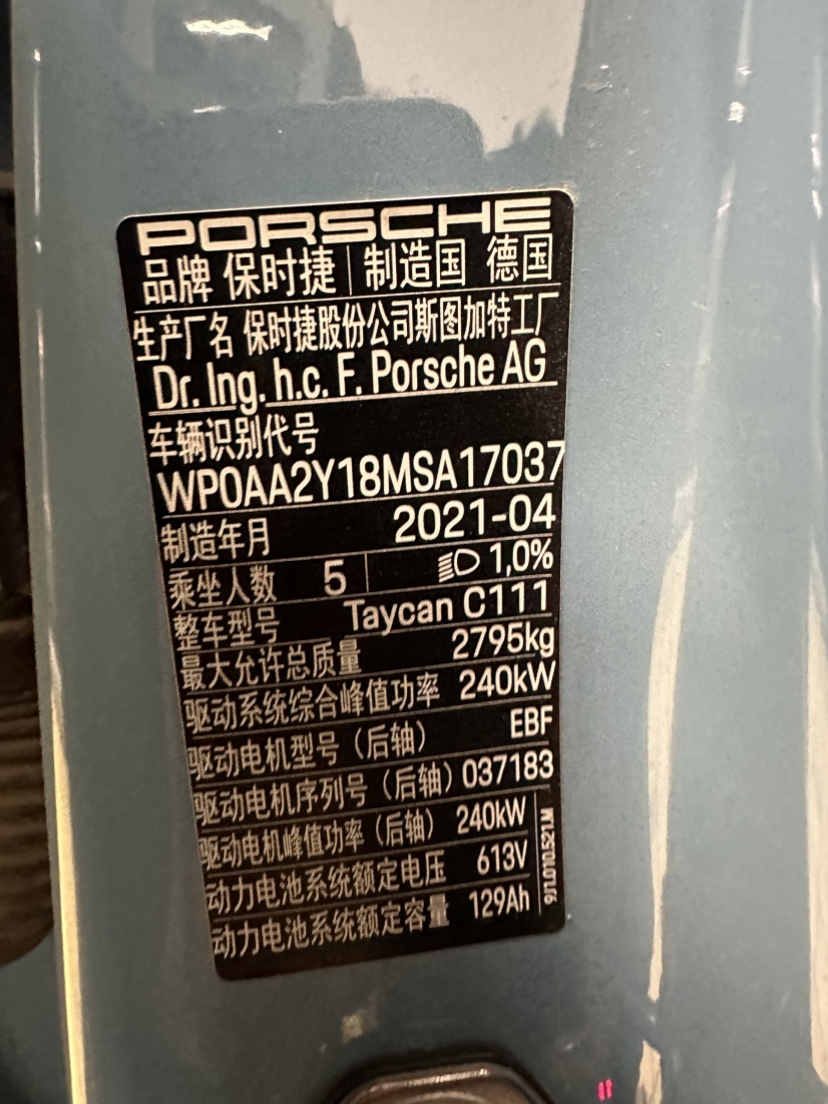 PORSCHE
品牌 保时捷 | 制造国 德国
生产厂名 保时捷股份公司斯图加特工厂
Dr. Ing. h.c. F. Porsche AG
车辆识别代号
WP0AA2Y18MSA17037
制造年月 2021-04
乘坐人数 5 | 1,0%
整车型号 Taycan C111
最大允许总质量 2795kg
驱动系统综合峰值功率 240kW
驱动电机型号（后轴） EBF
驱动电机序列号（后轴） 037183
驱动电机峰值功率（后轴） 240kW
动力电池系统额定电压 613V
动力电池系统额定容量 129Ah
9J1.010.521.M